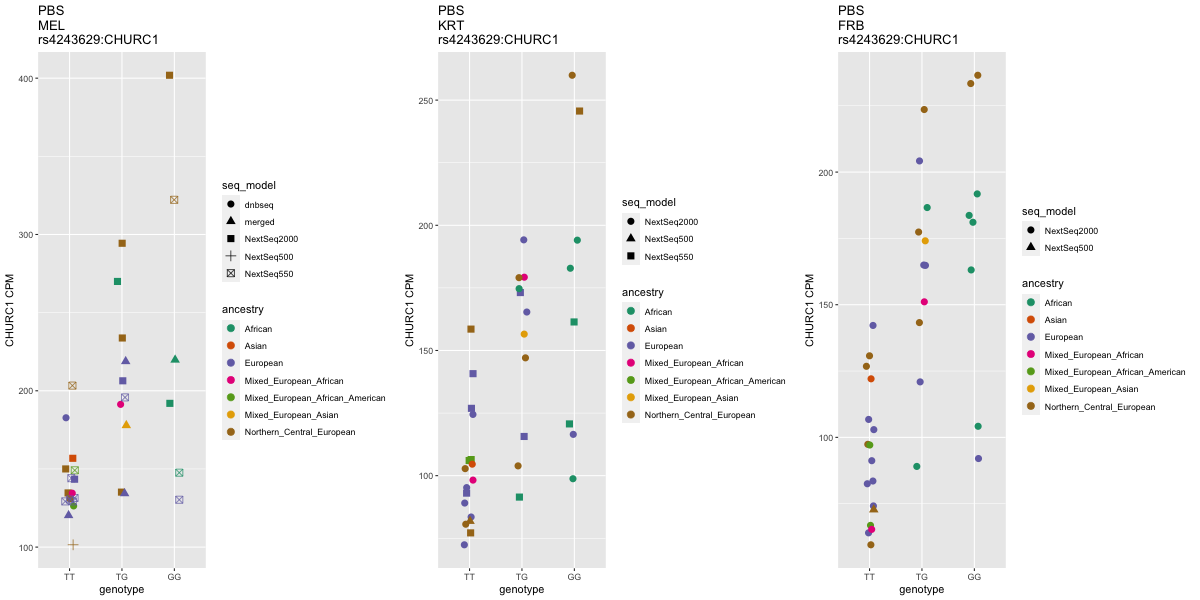 PBS
MEL
rs4243629:CHURC1
CHURC1 CPM
400
300
200
100
TT
TG
GG
genotype
seq_model
dnbseq
merged
NextSeq2000
NextSeq500
NextSeq550
ancestry
African
Asian
European
Mixed_European_African
Mixed_European_African_American
Mixed_European_Asian
Northern_Central_European
PBS
KRT
rs4243629:CHURC1
CHURC1 CPM
250
200
150
100
TT
TG
GG
genotype
seq_model
NextSeq2000
NextSeq500
NextSeq550
ancestry
African
Asian
European
Mixed_European_African
Mixed_European_African_American
Mixed_European_Asian
Northern_Central_European
PBS
FRB
rs4243629:CHURC1
CHURC1 CPM
200
150
100
TT
TG
GG
genotype
seq_model
NextSeq2000
NextSeq500
ancestry
African
Asian
European
Mixed_European_African
Mixed_European_African_American
Mixed_European_Asian
Northern_Central_European